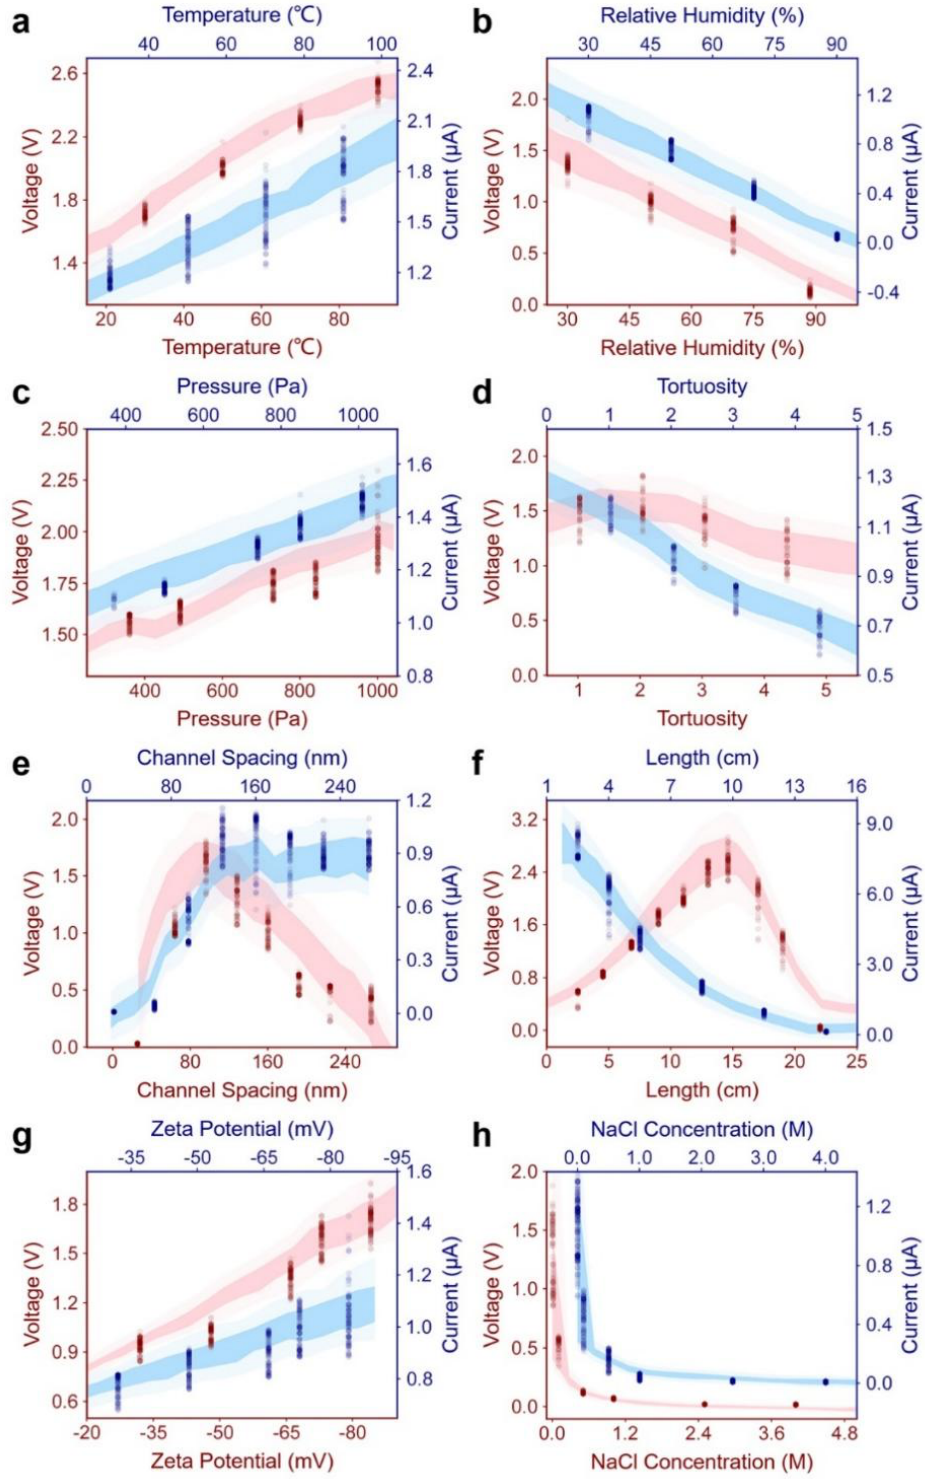 a
Temperature (℃)
40 60 80 100
Voltage (V)
2.6
2.2
1.8
1.4
2.4
2.1
1.8
1.5
1.2
Current (μA)
20 40 60 80
Temperature (℃)
b
Relative Humidity (%)
30 45 60 75 90
Voltage (V)
2.0
1.5
1.0
0.5
0.0
1.2
0.8
0.4
0.0
-0.4
Current (μA)
30 45 60 75 90
Relative Humidity (%)
c
Pressure (Pa)
400 600 800 1000
Voltage (V)
2.50
2.25
2.00
1.75
1.50
1.6
1.4
1.2
1.0
0.8
Current (μA)
400 600 800 1000
Pressure (Pa)
d
Tortuosity
0 1 2 3 4 5
Voltage (V)
2.0
1.5
1.0
0.5
0.0
1.5
1.3
1.1
0.9
0.7
0.5
Current (μA)
1 2 3 4 5
Tortuosity
e
Channel Spacing (nm)
0 80 160 240
Voltage (V)
2.0
1.5
1.0
0.5
0.0
1.2
0.9
0.6
0.3
0.0
Current (μA)
0 80 160 240
Channel Spacing (nm)
f
Length (cm)
1 4 7 10 13 16
Voltage (V)
3.2
2.4
1.6
0.8
0.0
9.0
6.0
3.0
0.0
Current (μA)
0 5 10 15 20 25
Length (cm)
g
Zeta Potential (mV)
-35 -50 -65 -80 -95
Voltage (V)
1.8
1.5
1.2
0.9
0.6
1.6
1.4
1.2
1.0
0.8
Current (μA)
-20 -35 -50 -65 -80
Zeta Potential (mV)
h
NaCl Concentration (M)
0.0 1.0 2.0 3.0 4.0
Voltage (V)
2.0
1.5
1.0
0.5
0.0
1.2
0.8
0.4
0.0
Current (μA)
0.0 1.2 2.4 3.6 4.8
NaCl Concentration (M)